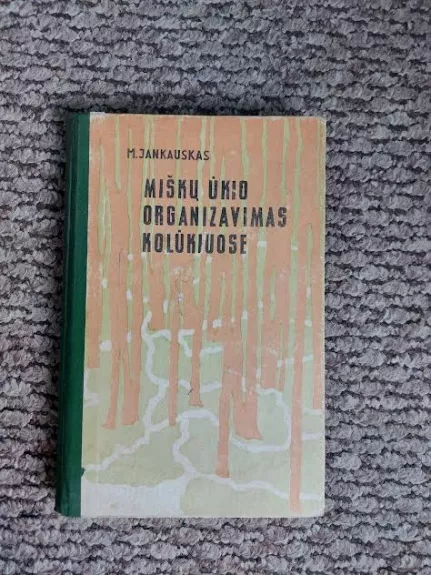 M.JANKAUSKAS
MIŠKŲ ŪKIO
ORGANIZAVIMAS
KOLŪKIUOSE